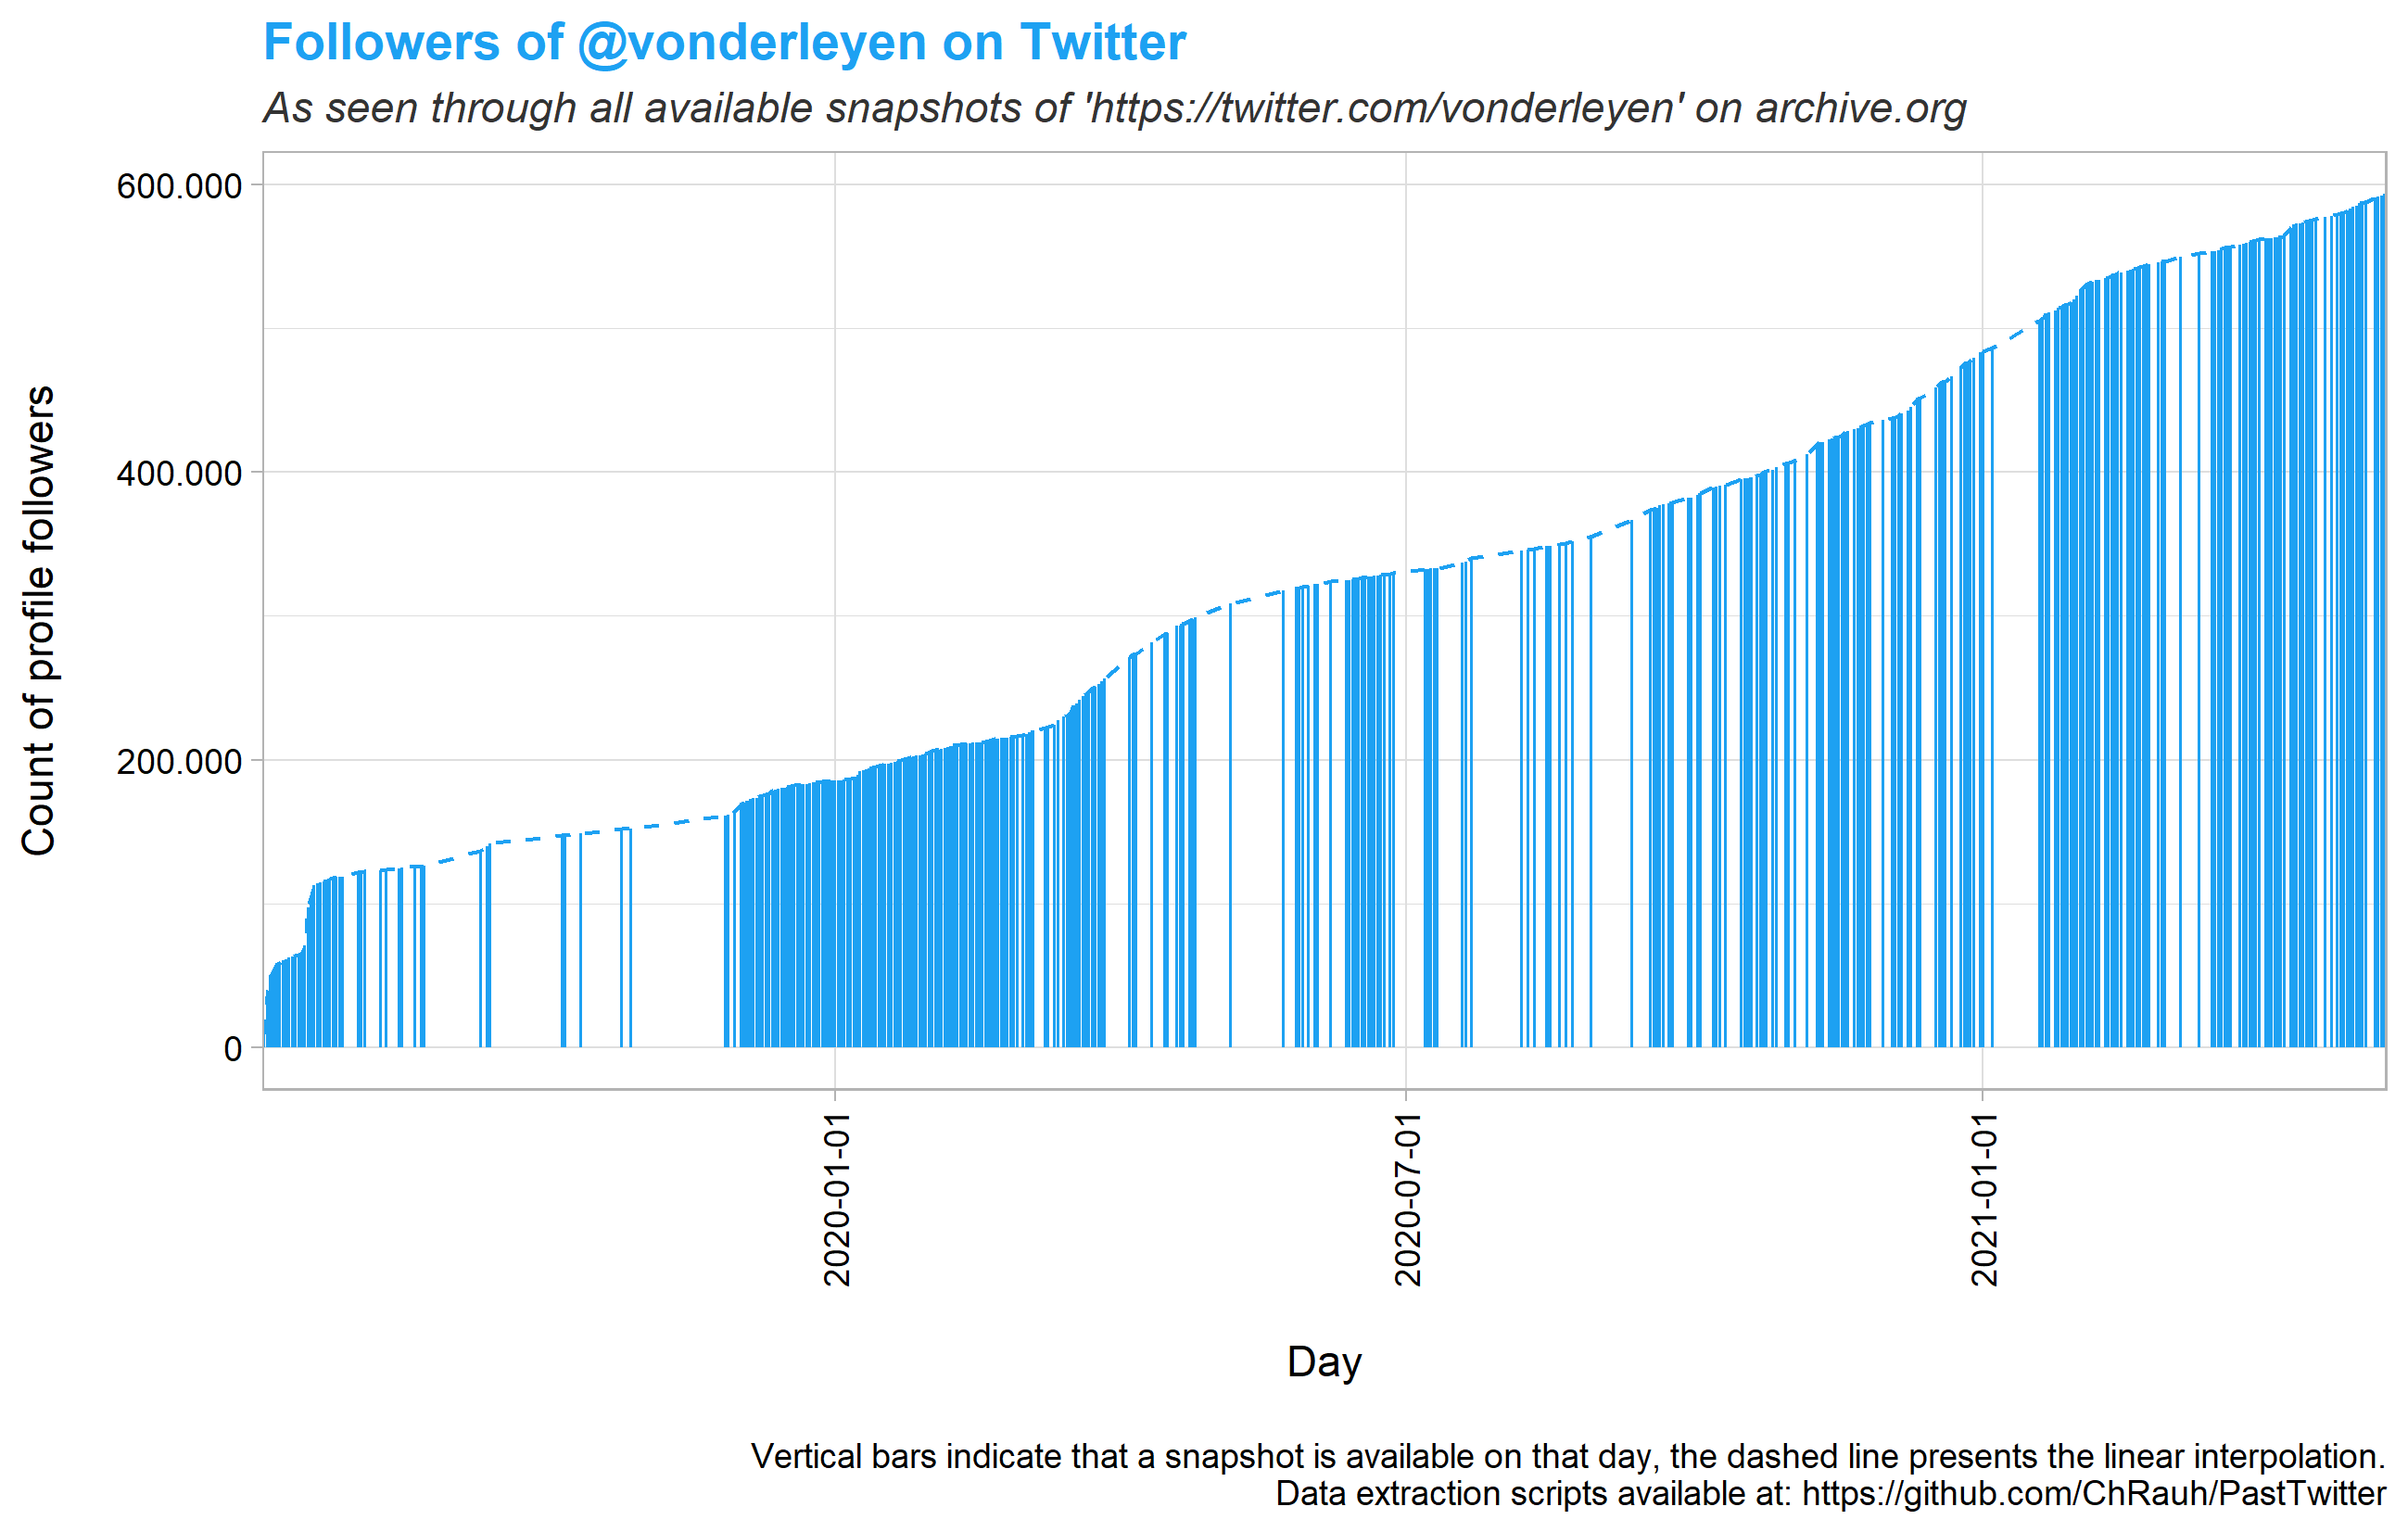 Followers of @vonderleyen on Twitter
As seen through all available snapshots of 'https://twitter.com/vonderleyen' on archive.org
Count of profile followers
600.000
400.000
200.000
0
2020-01-01
2020-07-01
2021-01-01
Day
Vertical bars indicate that a snapshot is available on that day, the dashed line presents the linear interpolation.
Data extraction scripts available at: https://github.com/ChRauh/PastTwitter